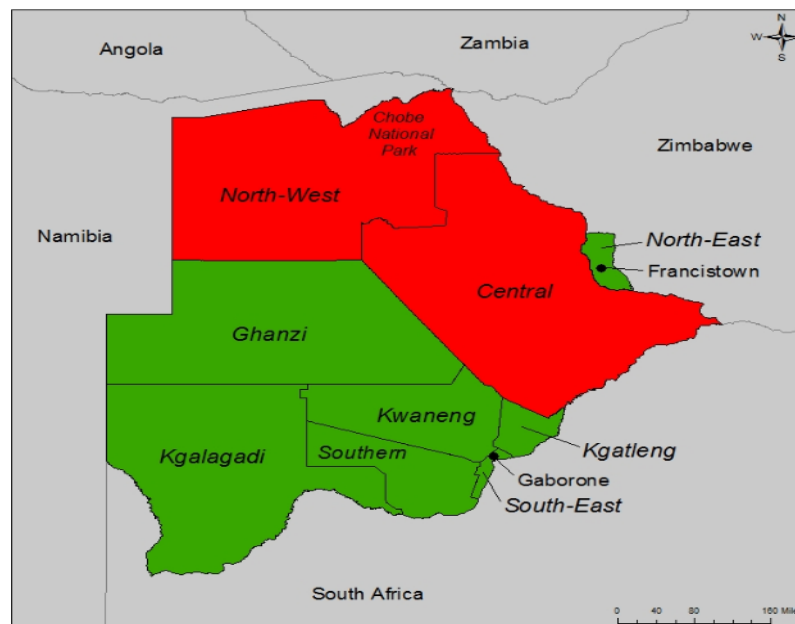 Angola
Zambia
N
W
S
Chobe
National
Park
Zimbabwe
North-West
Namibia
North-East
Francistown
Central
Ghanzi
Kwaneng
Kgatleng
Kgalagadi
Southern
Gaborone
South-East
South Africa
0 40 80 160 Mile